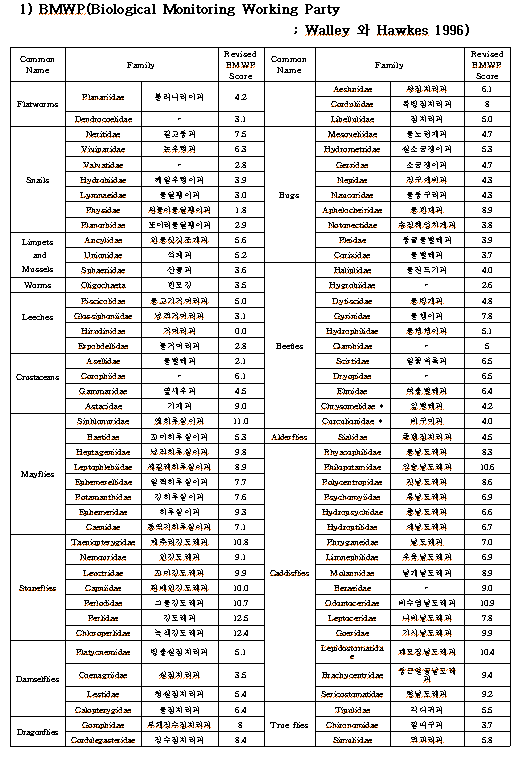 1) BMWP(Biological Monitoring Working Party
; Walley 와 Hawkes 1996)
Common Name Family Revised BMWP Score Common Name Family Revised BMWP Score
Flatworms
Planariidae 플라나리아과 4.2
Dendrocoelidae - 3.1
Snails
Neritidae 갈고둥과 7.5
Viviparidae 논우렁과 6.3
Valvatidae - 2.8
Hydrobiidae 3.9
Lymnaeidae 물달팽이과 3.0
Physidae 왼돌이물달팽이과 1.8
Planorbidae 또아리물달팽이과 2.9
Limpets and Mussels
Ancylidae 5.6
Unionidae 석패과 5.2
Sphaeriidae 산골과 3.6
Worms
Oligochaeta 빈모강 3.5
Leeches
Piscicolidae 물고기거머리과 5.0
Glossiphoniidae 넙적거머리과 3.1
Hirudinidae 거머리과 0.0
Erpobdellidae 돌거머리과 2.8
Crustaceans
Asellidae 물벌레과 2.1
Corophiidae - 6.1
Gammaridae 옆새우과 4.5
Astacidae 가재과 9.0
Mayflies
Siphlonuridae 옛하루살이과 11.0
Baetidae 꼬마하루살이과 5.3
Heptageniidae 납작하루살이과 9.8
Leptophlebiidae 세갈래하루살이과 8.9
Ephemerellidae 알락하루살이과 7.7
Potamanthidae 강하루살이과 7.6
Ephemeridae 하루살이과 9.3
Caenidae 등딱지하루살이과 7.1
Stoneflies
Taeniopterygidae 메추리강도래과 10.8
Nemouridae 민강도래과 9.1
Leuctridae 꼬마강도래과 9.9
Capniidae 흰배민강도래과 10.0
Perlodidae 그물강도래과 10.7
Perlidae 강도래과 12.5
Chloroperlidae 녹색강도래과 12.4
Damselflies
Platycnemidae 방울실잠자리과 5.1
Coenagriidae 실잠자리과 3.5
Lestidae 청실잠자리과 5.4
Calopterygidae 물잠자리과 6.4
Dragonflies
Gomphidae 부채장수잠자리과 8
Cordulegasteridae 장수잠자리과 8.4
Aeshnidae 왕잠자리과 6.1
Corduliidae 북방잠자리과 8
Libellulidae 잠자리과 5.0
Bugs
Mesoveliidae 물노린재과 4.7
Hydrometridae 실소금쟁이과 5.3
Gerridae 소금쟁이과 4.7
Nepidae 장구애비과 4.3
Naucoridae 물둥구리과 4.3
Aphelocheiridae 물빈대과 8.9
Notonectidae 송장헤엄치게과 3.8
Pleidae 둥글물벌레과 3.9
Corixidae 물벌레과 3.7
Beetles
Haliplidae 물진드기과 4.0
Hygrobiidae - 2.6
Dytiscidae 물방개과 4.8
Gyrinidae 물맴이과 7.8
Hydrophilidae 물땡땡이과 5.1
Clambidae - 5
Scirtidae 알꽃벼룩과 6.5
Dryopidae - 6.5
Elmidae 여울벌레과 6.4
Chrysomelidae * 잎벌레과 4.2
Curculionidae * 바구미과 4.0
Alderflies
Sialidae 뱀잠자리과 4.5
Caddisflies
Rhyacophilidae 물날도래과 8.3
Philopotamidae 입술날도래과 10.6
Polycentropidae 깃날도래과 8.6
Psychomyiidae 통날도래과 6.9
Hydropsychidae 줄날도래과 6.6
Hydroptilidae 애날도래과 6.7
Phryganeidae 날도래과 7.0
Limnephilidae 우묵날도래과 6.9
Molannidae 날개날도래과 8.9
Beraeidae - 9.0
Odontoceridae 바수염날도래과 10.9
Leptoceridae 나비날도래과 7.8
Goeridae 가시날도래과 9.9
Lepidostomatidae 네모집날도래과 10.4
Brachycentridae 둥근얼굴날도래과 9.4
Sericostomatidae 털날도래과 9.2
True flies
Tipulidae 각다귀과 5.5
Chironomidae 깔따구과 3.7
Simuliidae 먹파리과 5.8